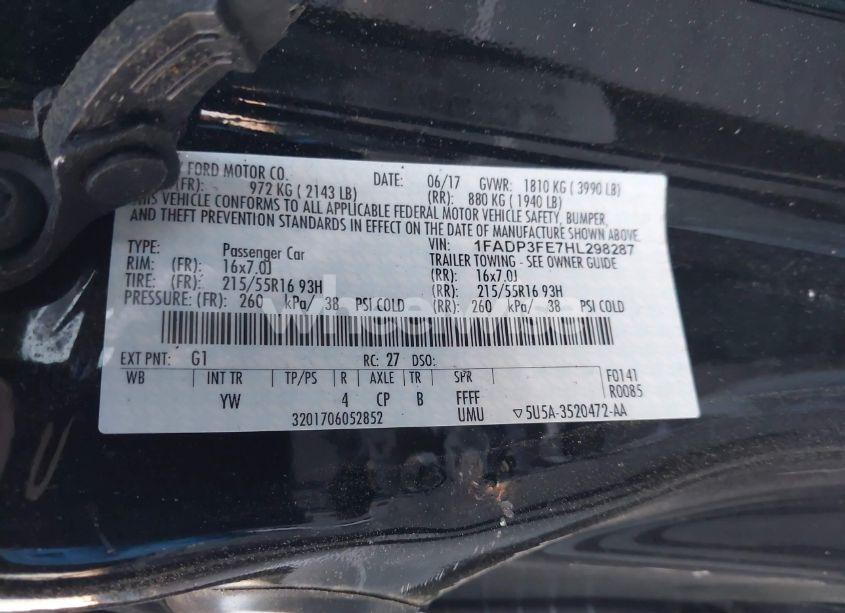 FORD MOTOR CO. DATE: 06/17 GVWR: 1810 KG ( 3990 LB)
(FR): 972 KG ( 2143 LB) (RR): 880 KG ( 1940 LB)
THIS VEHICLE CONFORMS TO ALL APPLICABLE FEDERAL MOTOR VEHICLE SAFETY, BUMPER,
AND THEFT PREVENTION STANDARDS IN EFFECT ON THE DATE OF MANUFACTURE SHOWN ABOVE.
VIN: 1FADP3FE7HL298287
TYPE: Passenger Car TRAILER TOWING - SEE OWNER GUIDE
RIM: (FR): 16x7.0J (RR): 16x7.0J
TIRE: (FR): 215/55R16 93H (RR): 215/55R16 93H
PRESSURE: (FR): 260 kPa/ 38 PSI COLD (RR): 260 kPa/ 38 PSI COLD
EXT PNT: G1 RC: 27 DSO:
WB INT TR TP/PS R AXLE TR SPR F0141
YW 4 CP B FFFF R0085
3201706052852 UMU ▽5U5A-3520472-AA